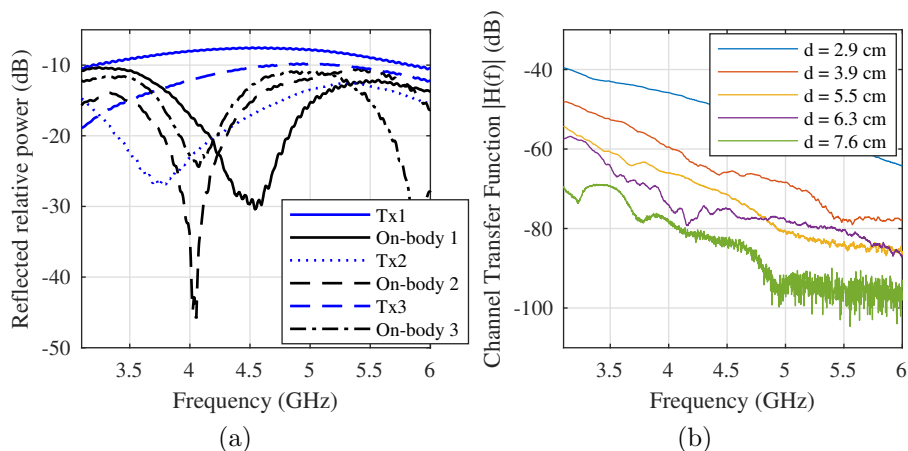 Reflected relative power (dB)
-10
-20
-30
-40
-50
3.5 4 4.5 5 5.5 6
Frequency (GHz)
Tx1
On-body 1
Tx2
On-body 2
Tx3
On-body 3
(a)
Channel Transfer Function |H(f)| (dB)
-40
-60
-80
-100
3.5 4 4.5 5 5.5 6
Frequency (GHz)
d = 2.9 cm
d = 3.9 cm
d = 5.5 cm
d = 6.3 cm
d = 7.6 cm
(b)